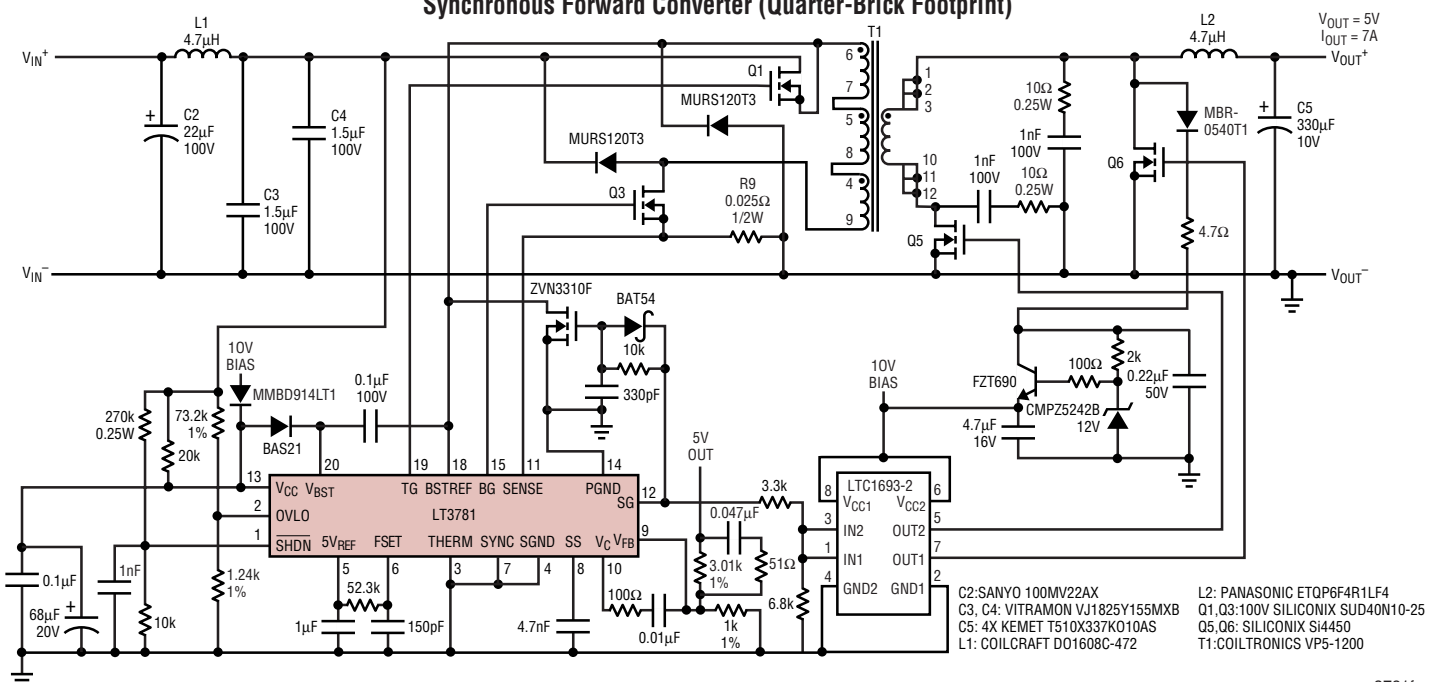 Synchronous Forward Converter (Quarter-Brick Footprint)
VIN+
L1
4.7µH
T1
L2
4.7µH
VOUT = 5V
IOUT = 7A
VOUT+
C2
22µF
100V
+
C3
1.5µF
100V
C4
1.5µF
100V
Q1
MURS120T3
MURS120T3
Q3
R9
0.025Ω
1/2W
6
7
5
8
4
9
1
2
3
10
11
12
10Ω
0.25W
1nF
100V
1nF
100V
10Ω
0.25W
Q5
Q6
MBR-
0540T1
4.7Ω
+
C5
330µF
10V
VIN–
VOUT–
ZVN3310F
BAT54
10k
330pF
10V
BIAS
MMBD914LT1
BAS21
0.1µF
100V
270k
0.25W
20k
73.2k
1%
10V
BIAS
FZT690
100Ω
2k
0.22µF
50V
CMPZ5242B
12V
4.7µF
16V
13
20
19
18
15
11
14
12
2
1
5
6
3
7
4
8
10
9
VCC
VBST
TG
BSTREF
BG
SENSE
PGND
SG
OVLO
LT3781
SHDN
5VREF
FSET
THERM
SYNC
SGND
SS
VC
VFB
0.1µF
68µF
20V
+
1nF
10k
1.24k
1%
52.3k
1µF
150pF
4.7nF
100Ω
0.01µF
5V
OUT
0.047µF
3.01k
1%
51Ω
1k
1%
3.3k
6.8k
LTC1693-2
8
VCC1
VCC2
6
3
IN2
OUT2
5
1
IN1
OUT1
7
4
GND2
GND1
2
C2:SANYO 100MV22AX
C3, C4: VITRAMON VJ1825Y155MXB
C5: 4X KEMET T510X337KO10AS
L1: COILCRAFT DO1608C-472
L2: PANASONIC ETQP6F4R1LF4
Q1,Q3:100V SILICONIX SUD40N10-25
Q5,Q6: SILICONIX Si4450
T1:COILTRONICS VP5-1200